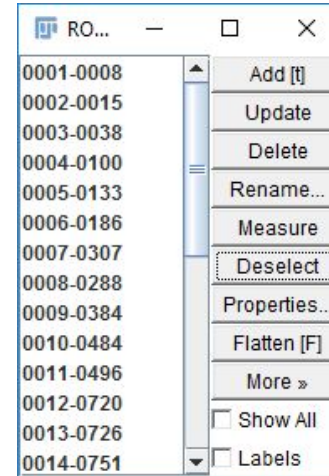 RO...
0001-0008
0002-0015
0003-0038
0004-0100
0005-0133
0006-0186
0007-0307
0008-0288
0009-0384
0010-0484
0011-0496
0012-0720
0013-0726
0014-0751
Add [t]
Update
Delete
Rename...
Measure
Deselect
Properties..
Flatten [F]
More »
Show All
Labels